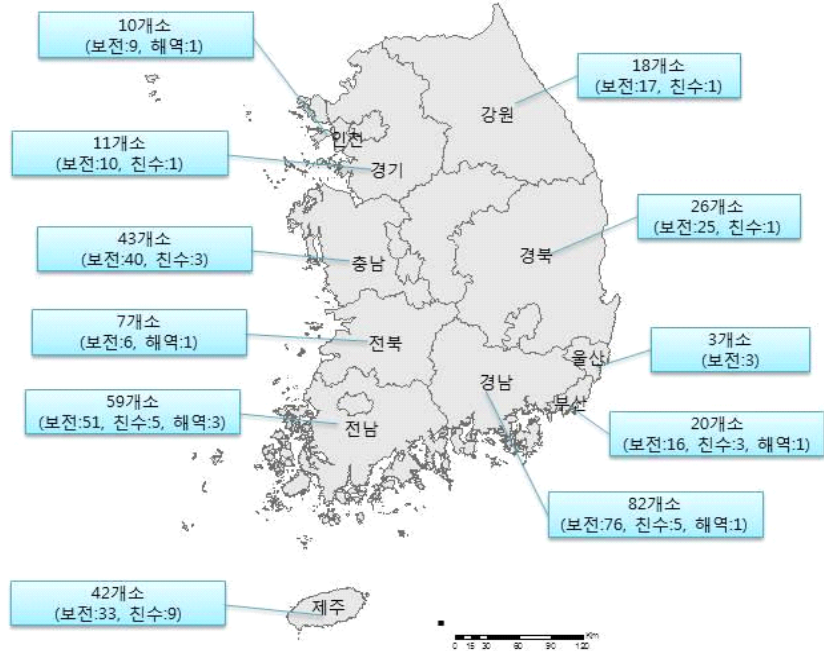 10개소
(보전:9, 해역:1)
18개소
(보전:17, 친수:1)
강원
인천
11개소
(보전:10, 친수:1)
경기
26개소
(보전:25, 친수:1)
43개소
(보전:40, 친수:3)
충남
경북
7개소
(보전:6, 해역:1)
전북
3개소
(보전:3)
울산
경남
59개소
(보전:51, 친수:5, 해역:3)
전남
부산
20개소
(보전:16, 친수:3, 해역:1)
82개소
(보전:76, 친수:5, 해역:1)
42개소
(보전:33, 친수:9)
제주
Km
0 15 30 60 90 120